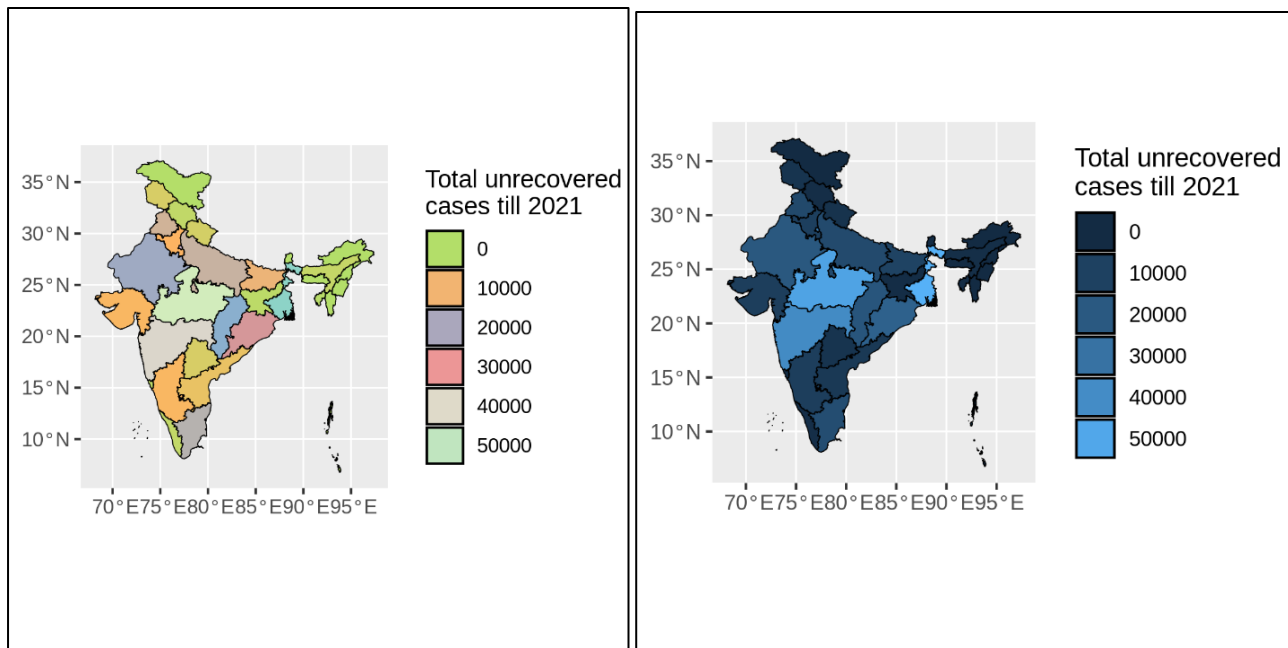 Total unrecovered
cases till 2021
0
10000
20000
30000
40000
50000
35°N
30°N
25°N
20°N
15°N
10°N
70°E75°E80°E85°E90°E95°E
Total unrecovered
cases till 2021
0
10000
20000
30000
40000
50000
35°N
30°N
25°N
20°N
15°N
10°N
70°E75°E80°E85°E90°E95°E